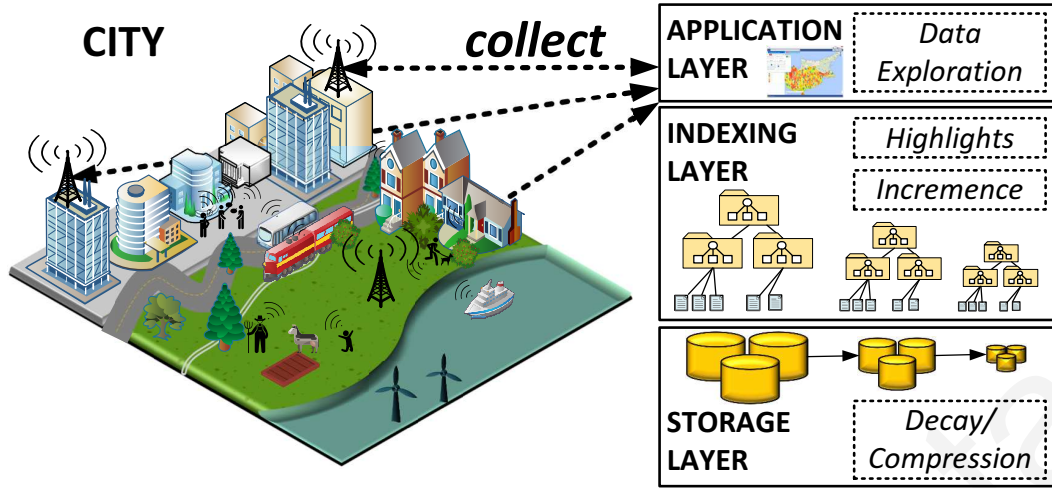 CITY
collect
APPLICATION
LAYER
Data
Exploration
INDEXING
LAYER
Highlights
Incremence
STORAGE
LAYER
Decay/
Compression